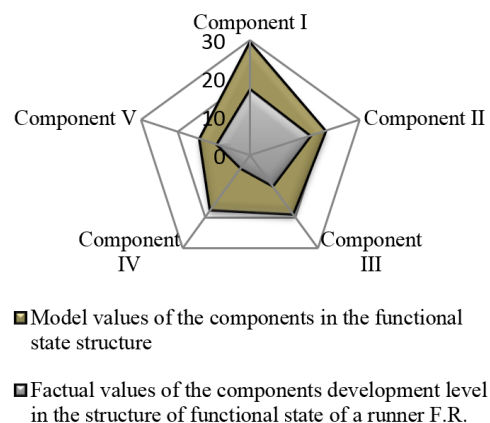 Component I
30
20
10
0
Component V
Component II
Component
IV
Component
III
Model values of the components in the functional
state structure
Factual values of the components development level
in the structure of functional state of a runner F.R.